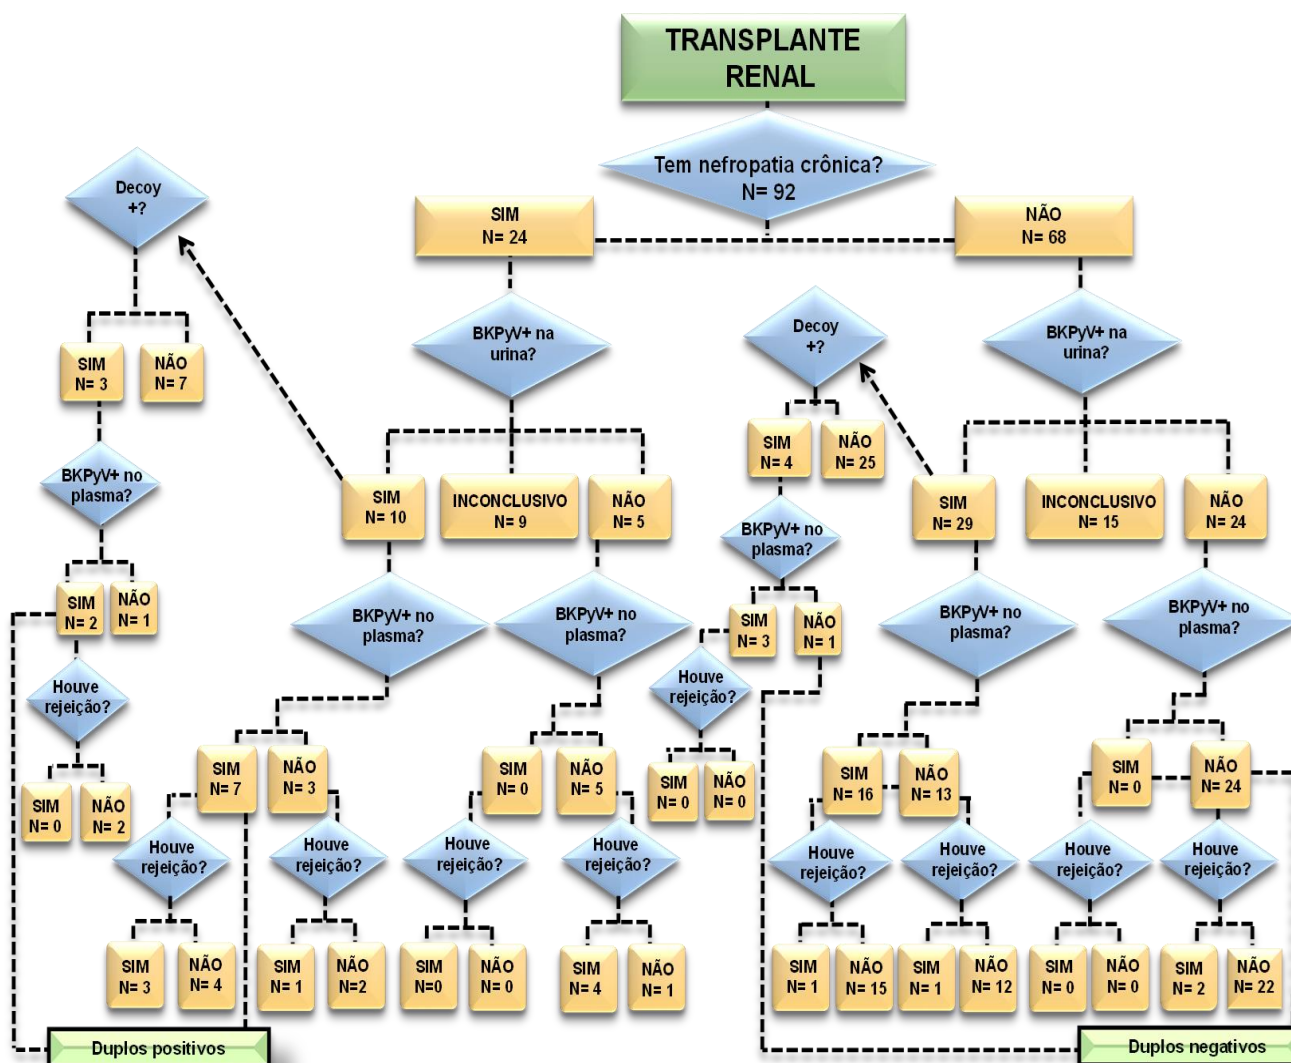 TRANSPLANTE
RENAL
Tem nefropatia crônica?
N= 92
SIM
N= 24
NÃO
N= 68
Decoy
+?
SIM
N= 3
NÃO
N= 7
BKPyV+ no
plasma?
SIM
N= 2
NÃO
N= 1
Houve
rejeição?
SIM
N= 0
NÃO
N= 2
BKPyV+ na
urina?
SIM
N= 10
INCONCLUSIVO
N= 9
NÃO
N= 5
BKPyV+ no
plasma?
BKPyV+ no
plasma?
SIM
N= 7
NÃO
N= 3
SIM
N= 0
NÃO
N= 5
Houve
rejeição?
Houve
rejeição?
Houve
rejeição?
Houve
rejeição?
SIM
N= 3
NÃO
N= 4
SIM
N= 1
NÃO
N=2
SIM
N=0
NÃO
N= 0
SIM
N= 4
NÃO
N= 1
Decoy
+?
SIM
N= 4
NÃO
N= 25
BKPyV+ no
plasma?
SIM
N= 3
NÃO
N= 1
Houve
rejeição?
SIM
N= 0
NÃO
N= 0
BKPyV+ na
urina?
SIM
N= 29
INCONCLUSIVO
N= 15
NÃO
N= 24
BKPyV+ no
plasma?
BKPyV+ no
plasma?
SIM
N= 16
NÃO
N= 13
SIM
N= 0
NÃO
N= 24
Houve
rejeição?
Houve
rejeição?
Houve
rejeição?
Houve
rejeição?
SIM
N= 1
NÃO
N= 15
SIM
N= 1
NÃO
N= 12
SIM
N= 0
NÃO
N= 0
SIM
N= 2
NÃO
N= 22
Duplos positivos
Duplos negativos